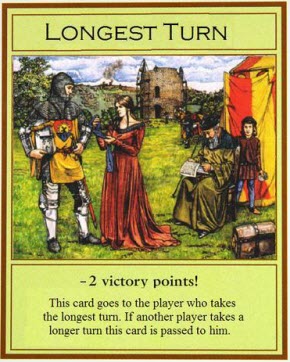 LONGEST TURN
– 2 victory points!
This card goes to the player who takes
the longest turn. If another player takes a
longer turn this card is passed to him.